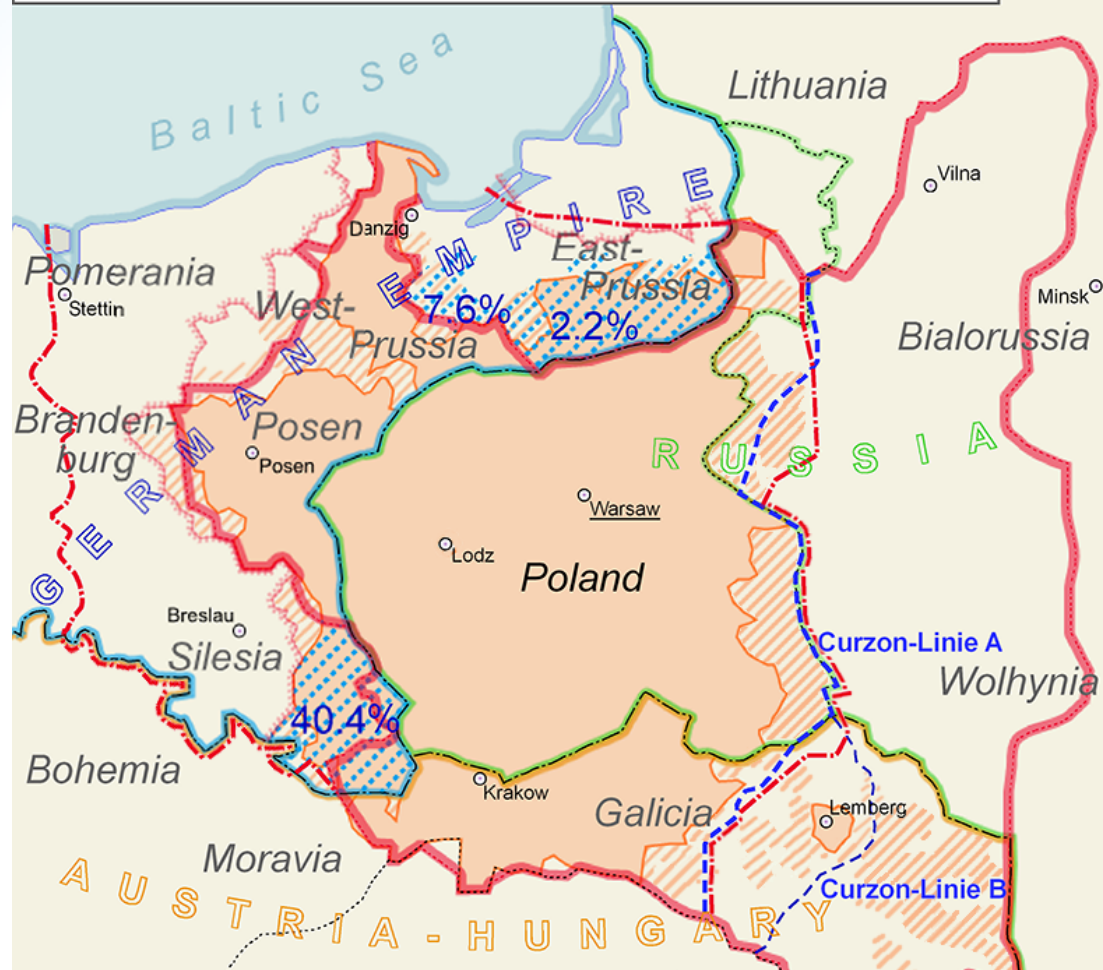 Baltic Sea
Lithuania
Vilna
Danzig
EMPIRE
East-
Prussia
Pomerania
Stettin
West-
Prussia
7.6%
2.2%
Minsk
Bialorussia
GERMAN
Branden-
burg
Posen
Posen
RUSSIA
Warsaw
Lodz
Poland
Breslau
Silesia
Curzon-Linie A
Wolhynia
40.4%
Bohemia
Krakow
Galicia
Lemberg
Moravia
Curzon-Linie B
AUSTRIA-HUNGARY